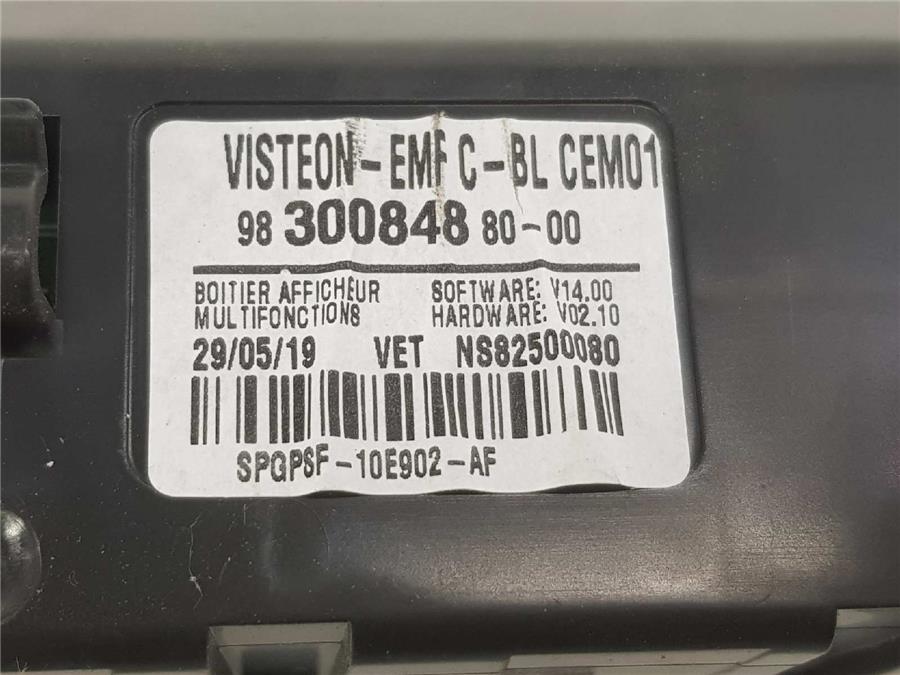 VISTEON-EMF C-BL CEM01
98 300848 80-00
BOITIER AFFICHEUR SOFTWARE: V14.00
MULTIFONCTIONS HARDWARE: V02.10
29/05/19 VET NS82500080
SPQPSF-10E902-AF